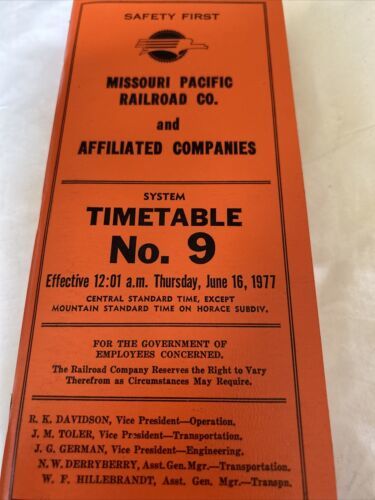 SAFETY FIRST
MISSOURI PACIFIC
RAILROAD CO.
and
AFFILIATED COMPANIES
SYSTEM
TIMETABLE
No. 9
Effective 12:01 a.m. Thursday, June 16, 1977
CENTRAL STANDARD TIME, EXCEPT
MOUNTAIN STANDARD TIME ON HORACE SUBDIV.
FOR THE GOVERNMENT OF
EMPLOYEES CONCERNED.
The Railroad Company Reserves the Right to Vary
Therefrom as Circumstances May Require.
R. K. DAVIDSON, Vice President—Operation,
J. M. TOLER, Vice President—Transportation,
J. G. GERMAN, Vice President—Engineering,
N. W. DERRYBERRY, Asst. Gen. Mgr.—Transportation.
W. F. HILLEBRANDT, Asst. Gen. Mgr.—Transpn.